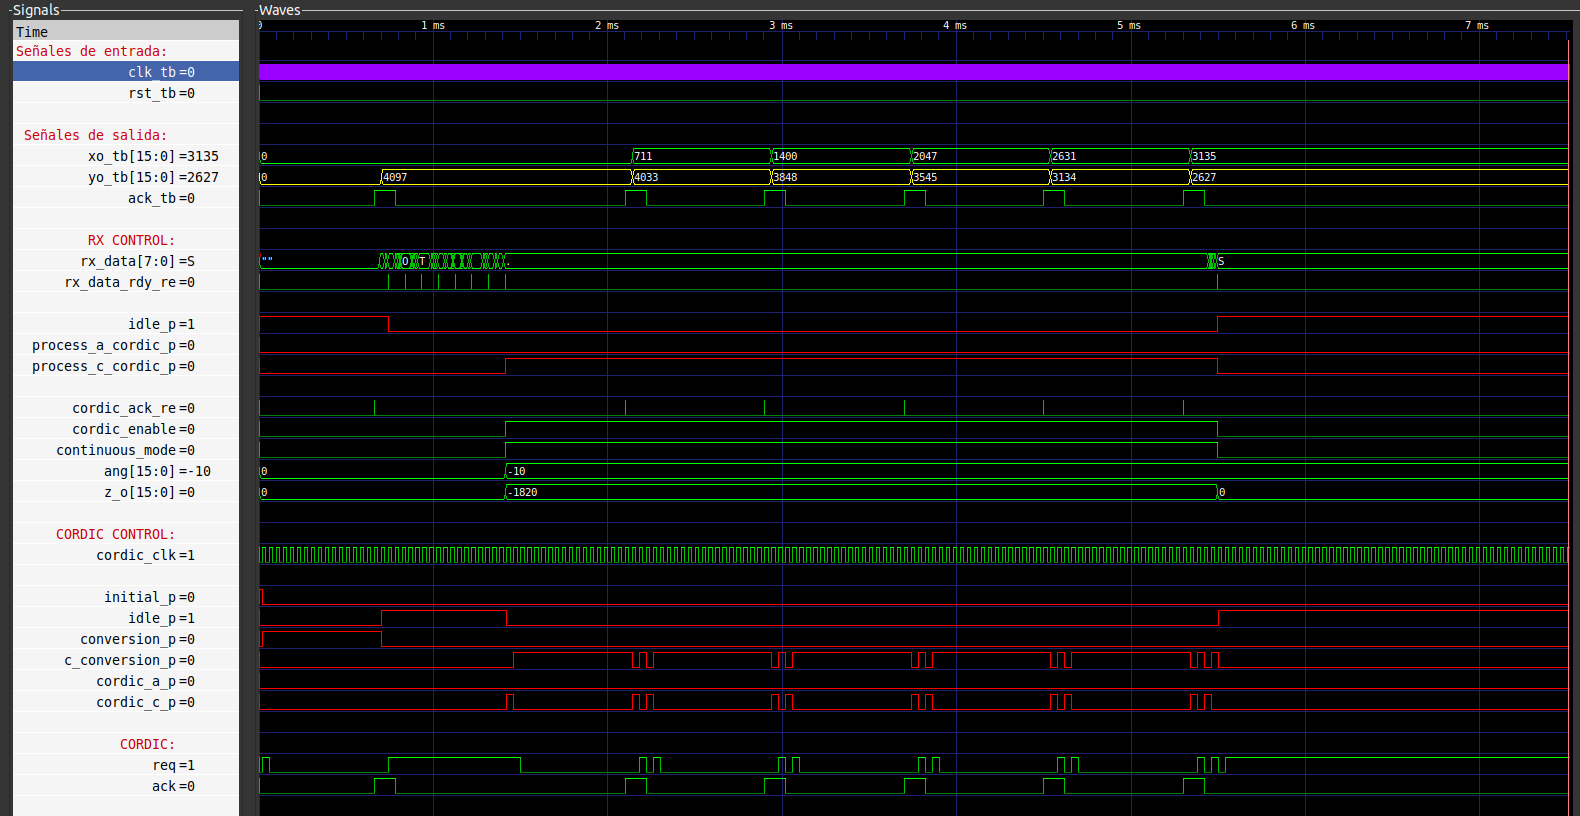 Signals
Waves
Time
0 1 ms 2 ms 3 ms 4 ms 5 ms 6 ms 7 ms
Señales de entrada:
clk_tb=0
rst_tb=0
Señales de salida:
xo_tb[15:0]=3135 0 711 1400 2047 2631 3135
yo_tb[15:0]=2627 0 4097 4033 3848 3545 3134 2627
ack_tb=0
RX CONTROL:
rx_data[7:0]=S "" O T . S
rx_data_rdy_re=0
idle_p=1
process_a_cordic_p=0
process_c_cordic_p=0
cordic_ack_re=0
cordic_enable=0
continuous_mode=0
ang[15:0]=-10 0 -10
z_o[15:0]=0 0 -1820 0
CORDIC CONTROL:
cordic_clk=1
initial_p=0
idle_p=1
conversion_p=0
c_conversion_p=0
cordic_a_p=0
cordic_c_p=0
CORDIC:
req=1
ack=0